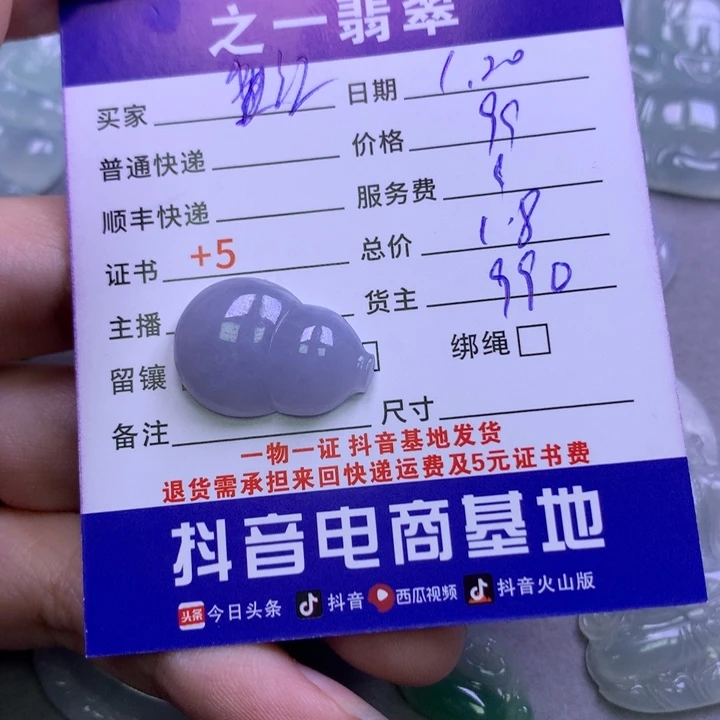 之一翡翠
买家 日期 1.20
普通快递 价格 99
顺丰快递 服务费 1
证书 +5 总价 1.8
主播 货主 990
留镶 绑绳
备注 尺寸
一物一证 抖音基地发货
退货需承担来回快递运费及5元证书费
抖音电商基地
头条 今日头条 抖音 西瓜视频 抖音火山版